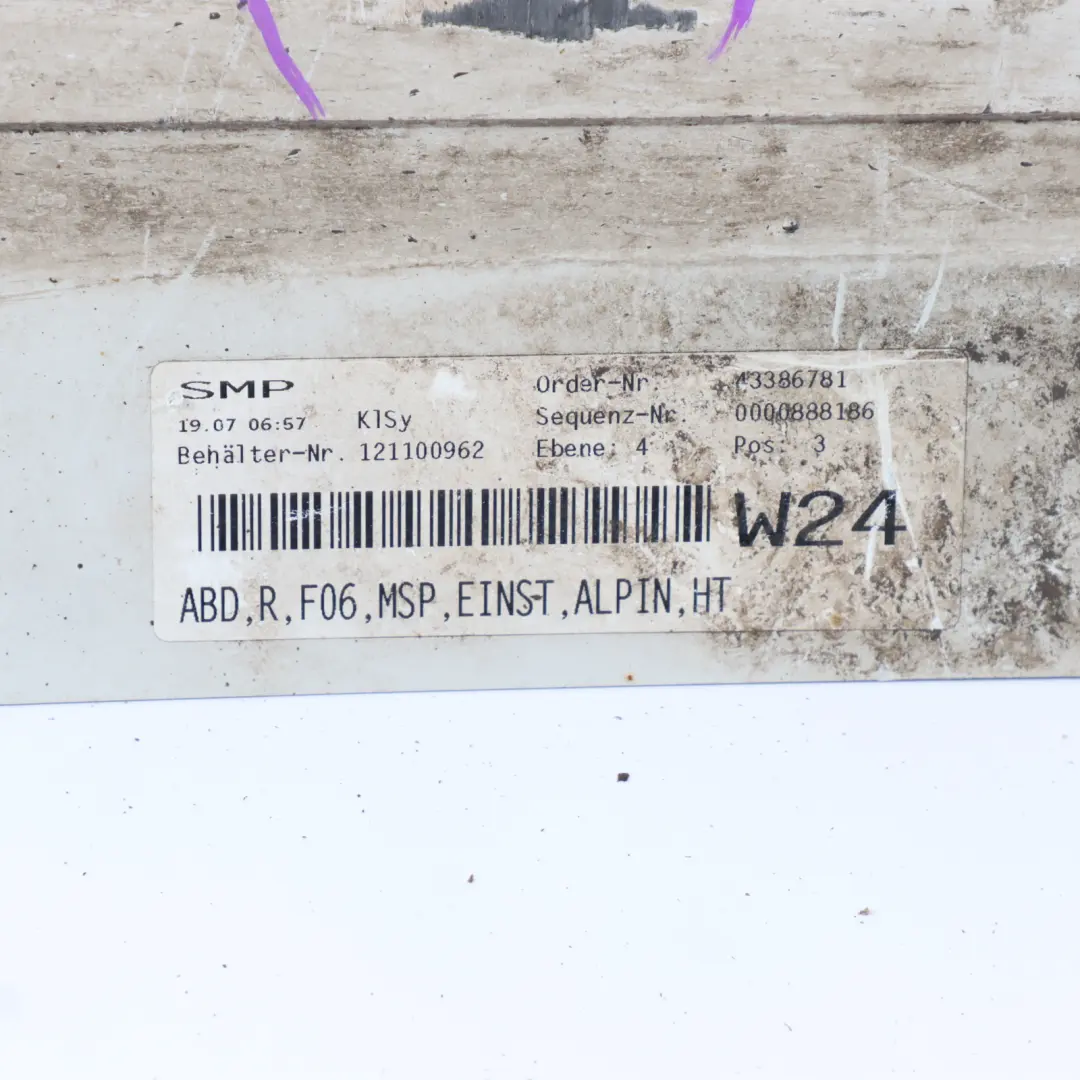 SMP
19.07 06:57 KlSy
Behälter-Nr. 121100962
Order-Nr. 43386781
Sequenz-Nr. 0000888186
Ebene: 4 Pos: 3
W24
ABD,R,F06,MSP,EINST,ALPIN,HT